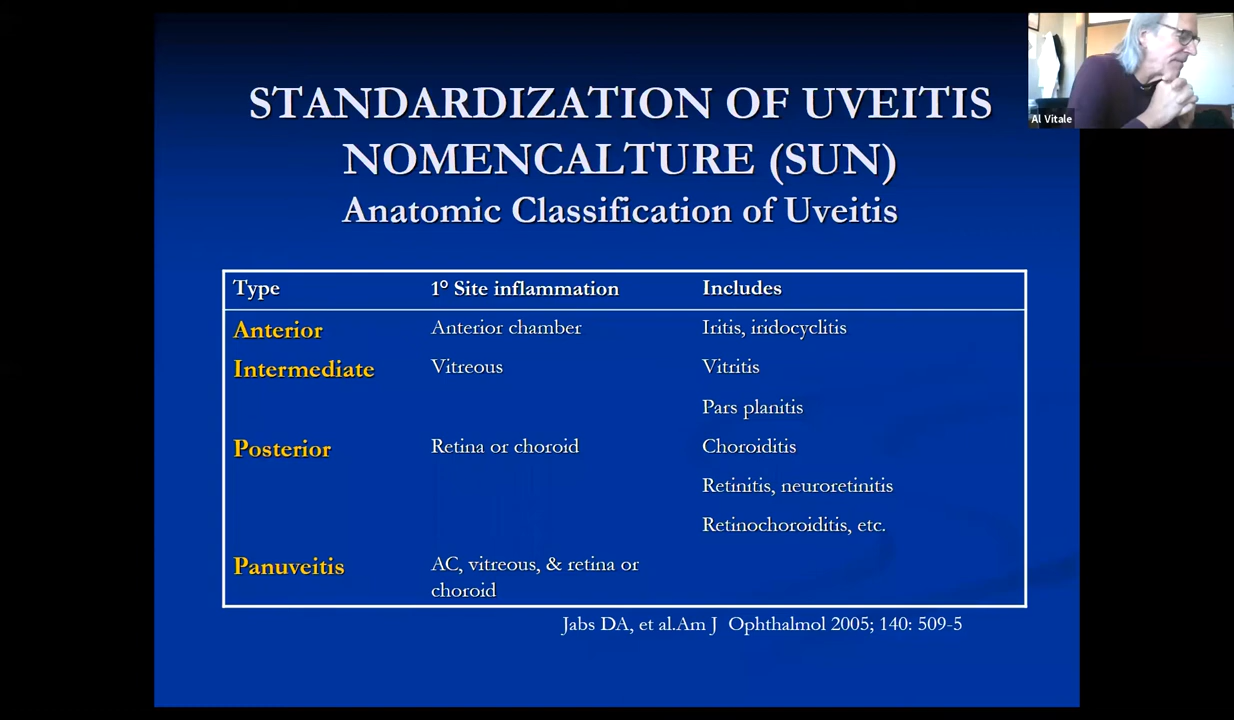 STANDARDIZATION OF UVEITIS
NOMENCALTURE (SUN)
Anatomic Classification of Uveitis
Type 1° Site inflammation Includes
Anterior Anterior chamber Iritis, iridocyclitis
Intermediate Vitreous Vitritis
Pars planitis
Posterior Retina or choroid Choroiditis
Retinitis, neuroretinitis
Retinochoroiditis, etc.
Panuveitis AC, vitreous, & retina or
choroid
Jabs DA, et al.Am J Ophthalmol 2005; 140: 509-5
Al Vitale